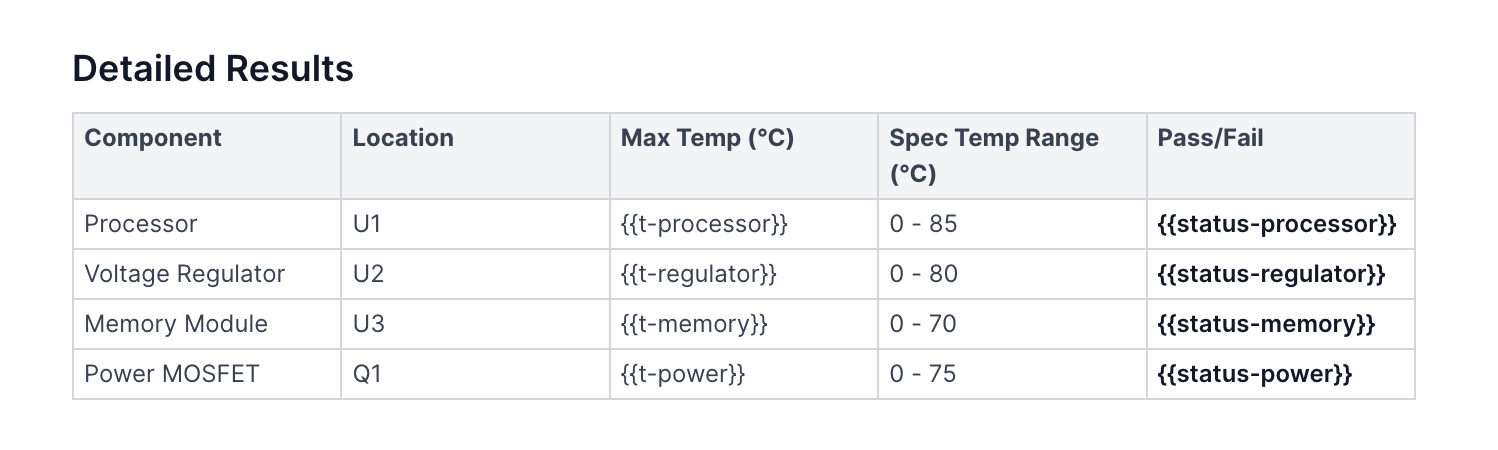 Detailed Results
Component Location Max Temp (°C) Spec Temp Range (°C) Pass/Fail
Processor U1 {{t-processor}} 0 - 85 {{status-processor}}
Voltage Regulator U2 {{t-regulator}} 0 - 80 {{status-regulator}}
Memory Module U3 {{t-memory}} 0 - 70 {{status-memory}}
Power MOSFET Q1 {{t-power}} 0 - 75 {{status-power}}